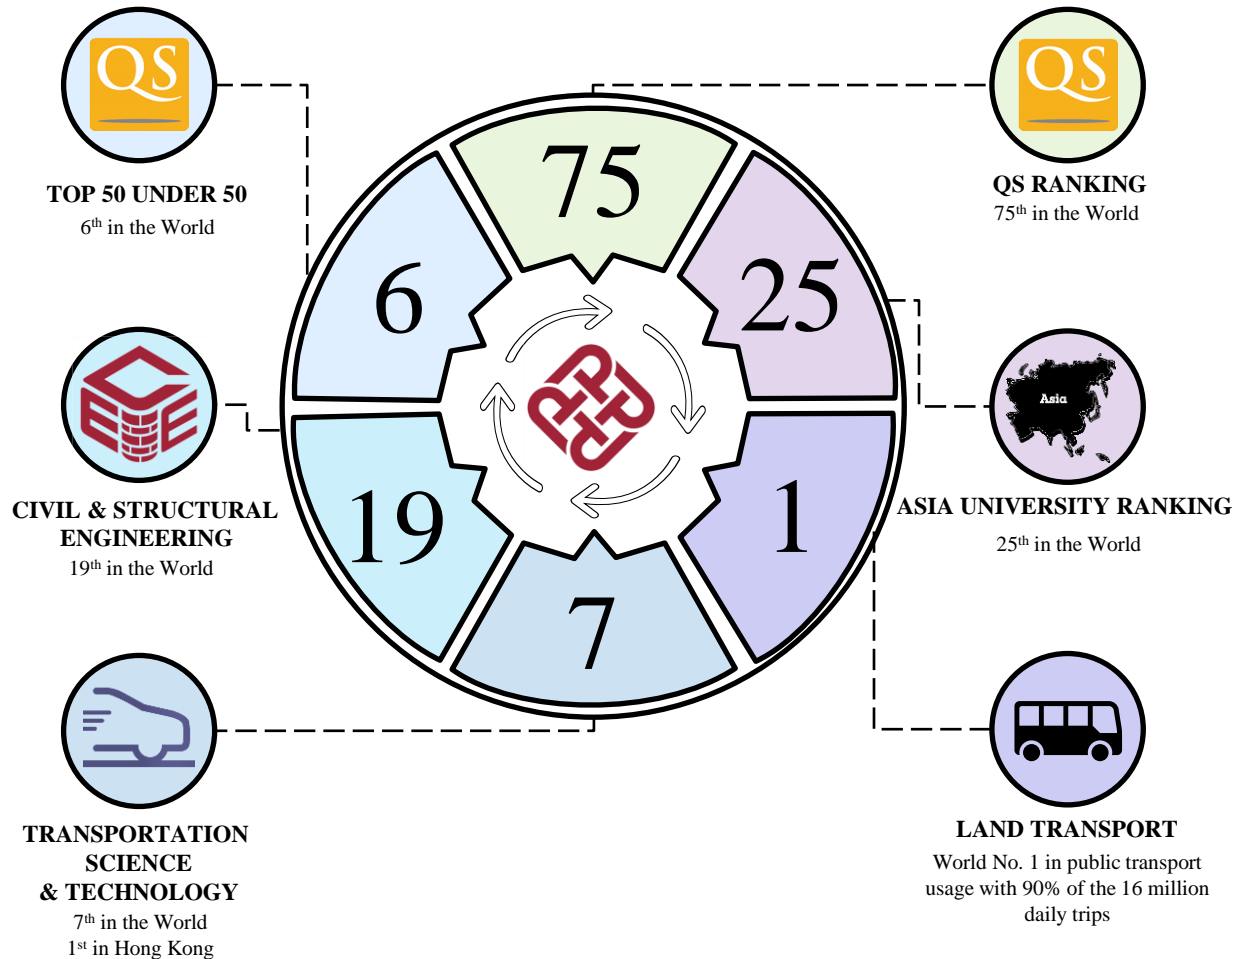 QS
TOP 50 UNDER 50
6th in the World
CIVIL & STRUCTURAL
ENGINEERING
19th in the World
TRANSPORTATION
SCIENCE
& TECHNOLOGY
7th in the World
1st in Hong Kong
75
6
25
19
1
7
QS
QS RANKING
75th in the World
Asia
ASIA UNIVERSITY RANKING
25th in the World
LAND TRANSPORT
World No. 1 in public transport
usage with 90% of the 16 million
daily trips